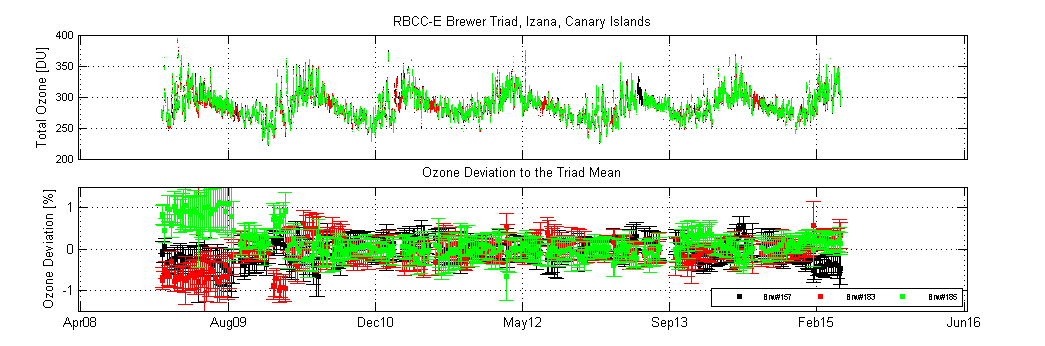 RBCC-E Brewer Triad, Izana, Canary Islands
Total Ozone [DU]
400
350
300
250
200
Ozone Deviation to the Triad Mean
Ozone Deviation [%]
1
0
-1
Brw#157 Brw#183 Brw#185
Apr08 Aug09 Dec10 May12 Sep13 Feb15 Jun16